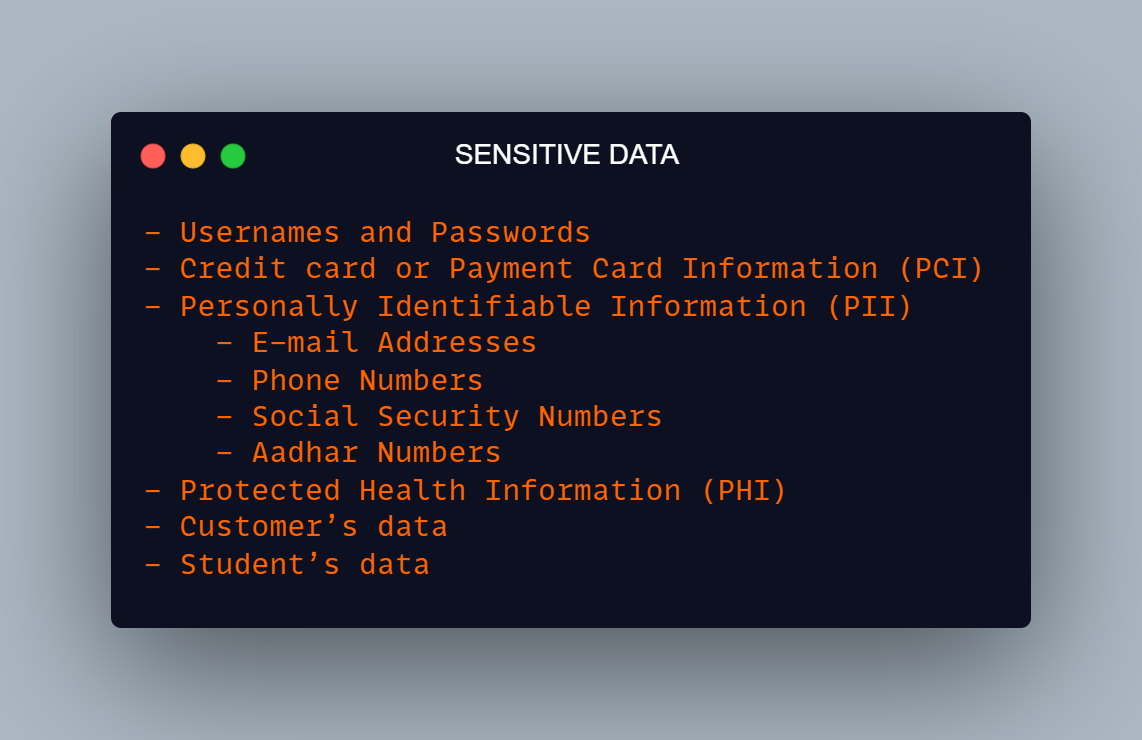 SENSITIVE DATA
- Usernames and Passwords
- Credit card or Payment Card Information (PCI)
- Personally Identifiable Information (PII)
    - E-mail Addresses
    - Phone Numbers
    - Social Security Numbers
    - Aadhar Numbers
- Protected Health Information (PHI)
- Customer’s data
- Student’s data